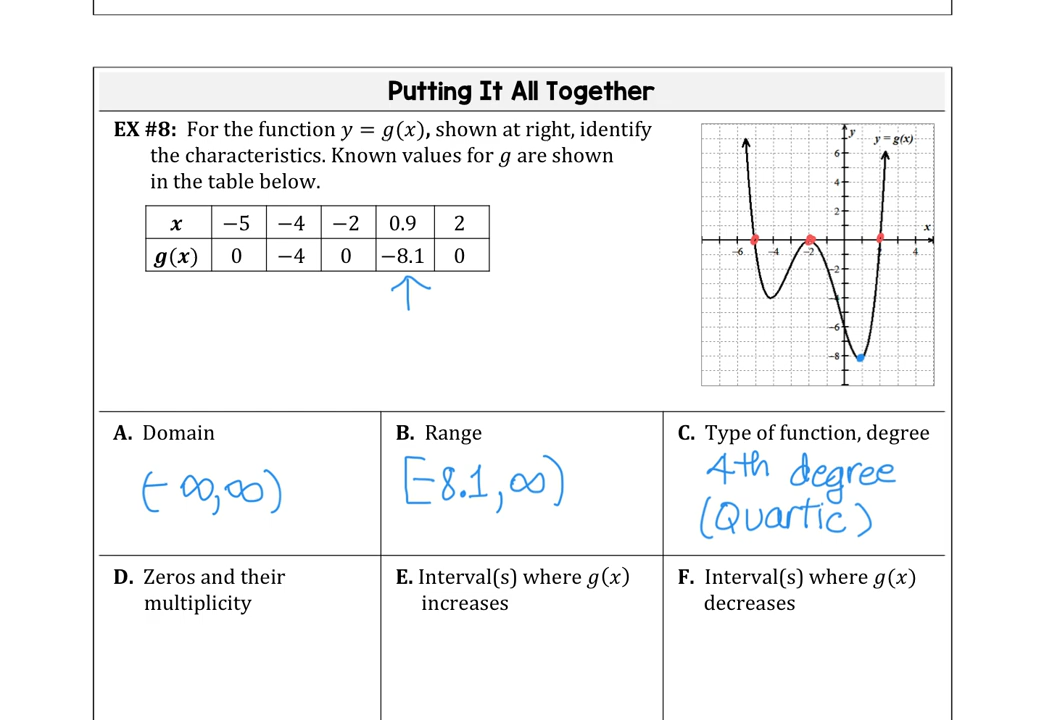 Putting It All Together
EX #8: For the function y = g(x), shown at right, identify
the characteristics. Known values for g are shown
in the table below.
x −5 −4 −2 0.9 2
g(x) 0 −4 0 −8.1 0
y
y = g(x)
6
4
2
x
−6 −4 −2 4
−2
−4
−6
−8
A. Domain
(-∞,∞)
B. Range
[-8.1,∞)
C. Type of function, degree
4th degree
(Quartic)
D. Zeros and their
multiplicity
E. Interval(s) where g(x)
increases
F. Interval(s) where g(x)
decreases